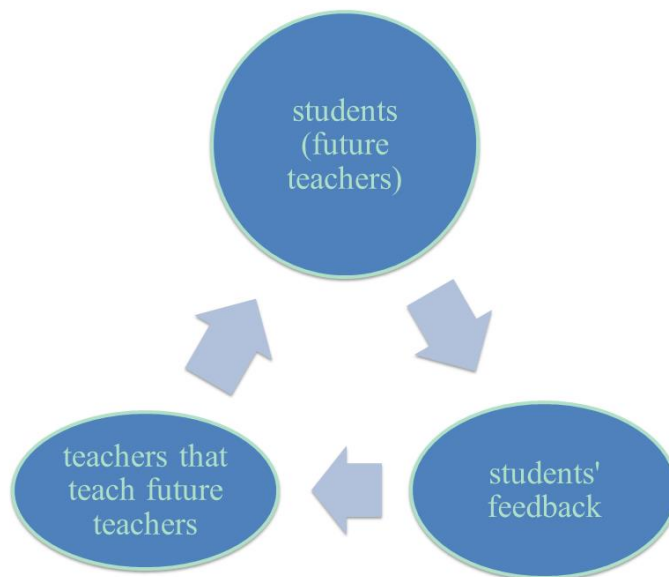 students
(future
teachers)
teachers that
teach future
teachers
students'
feedback